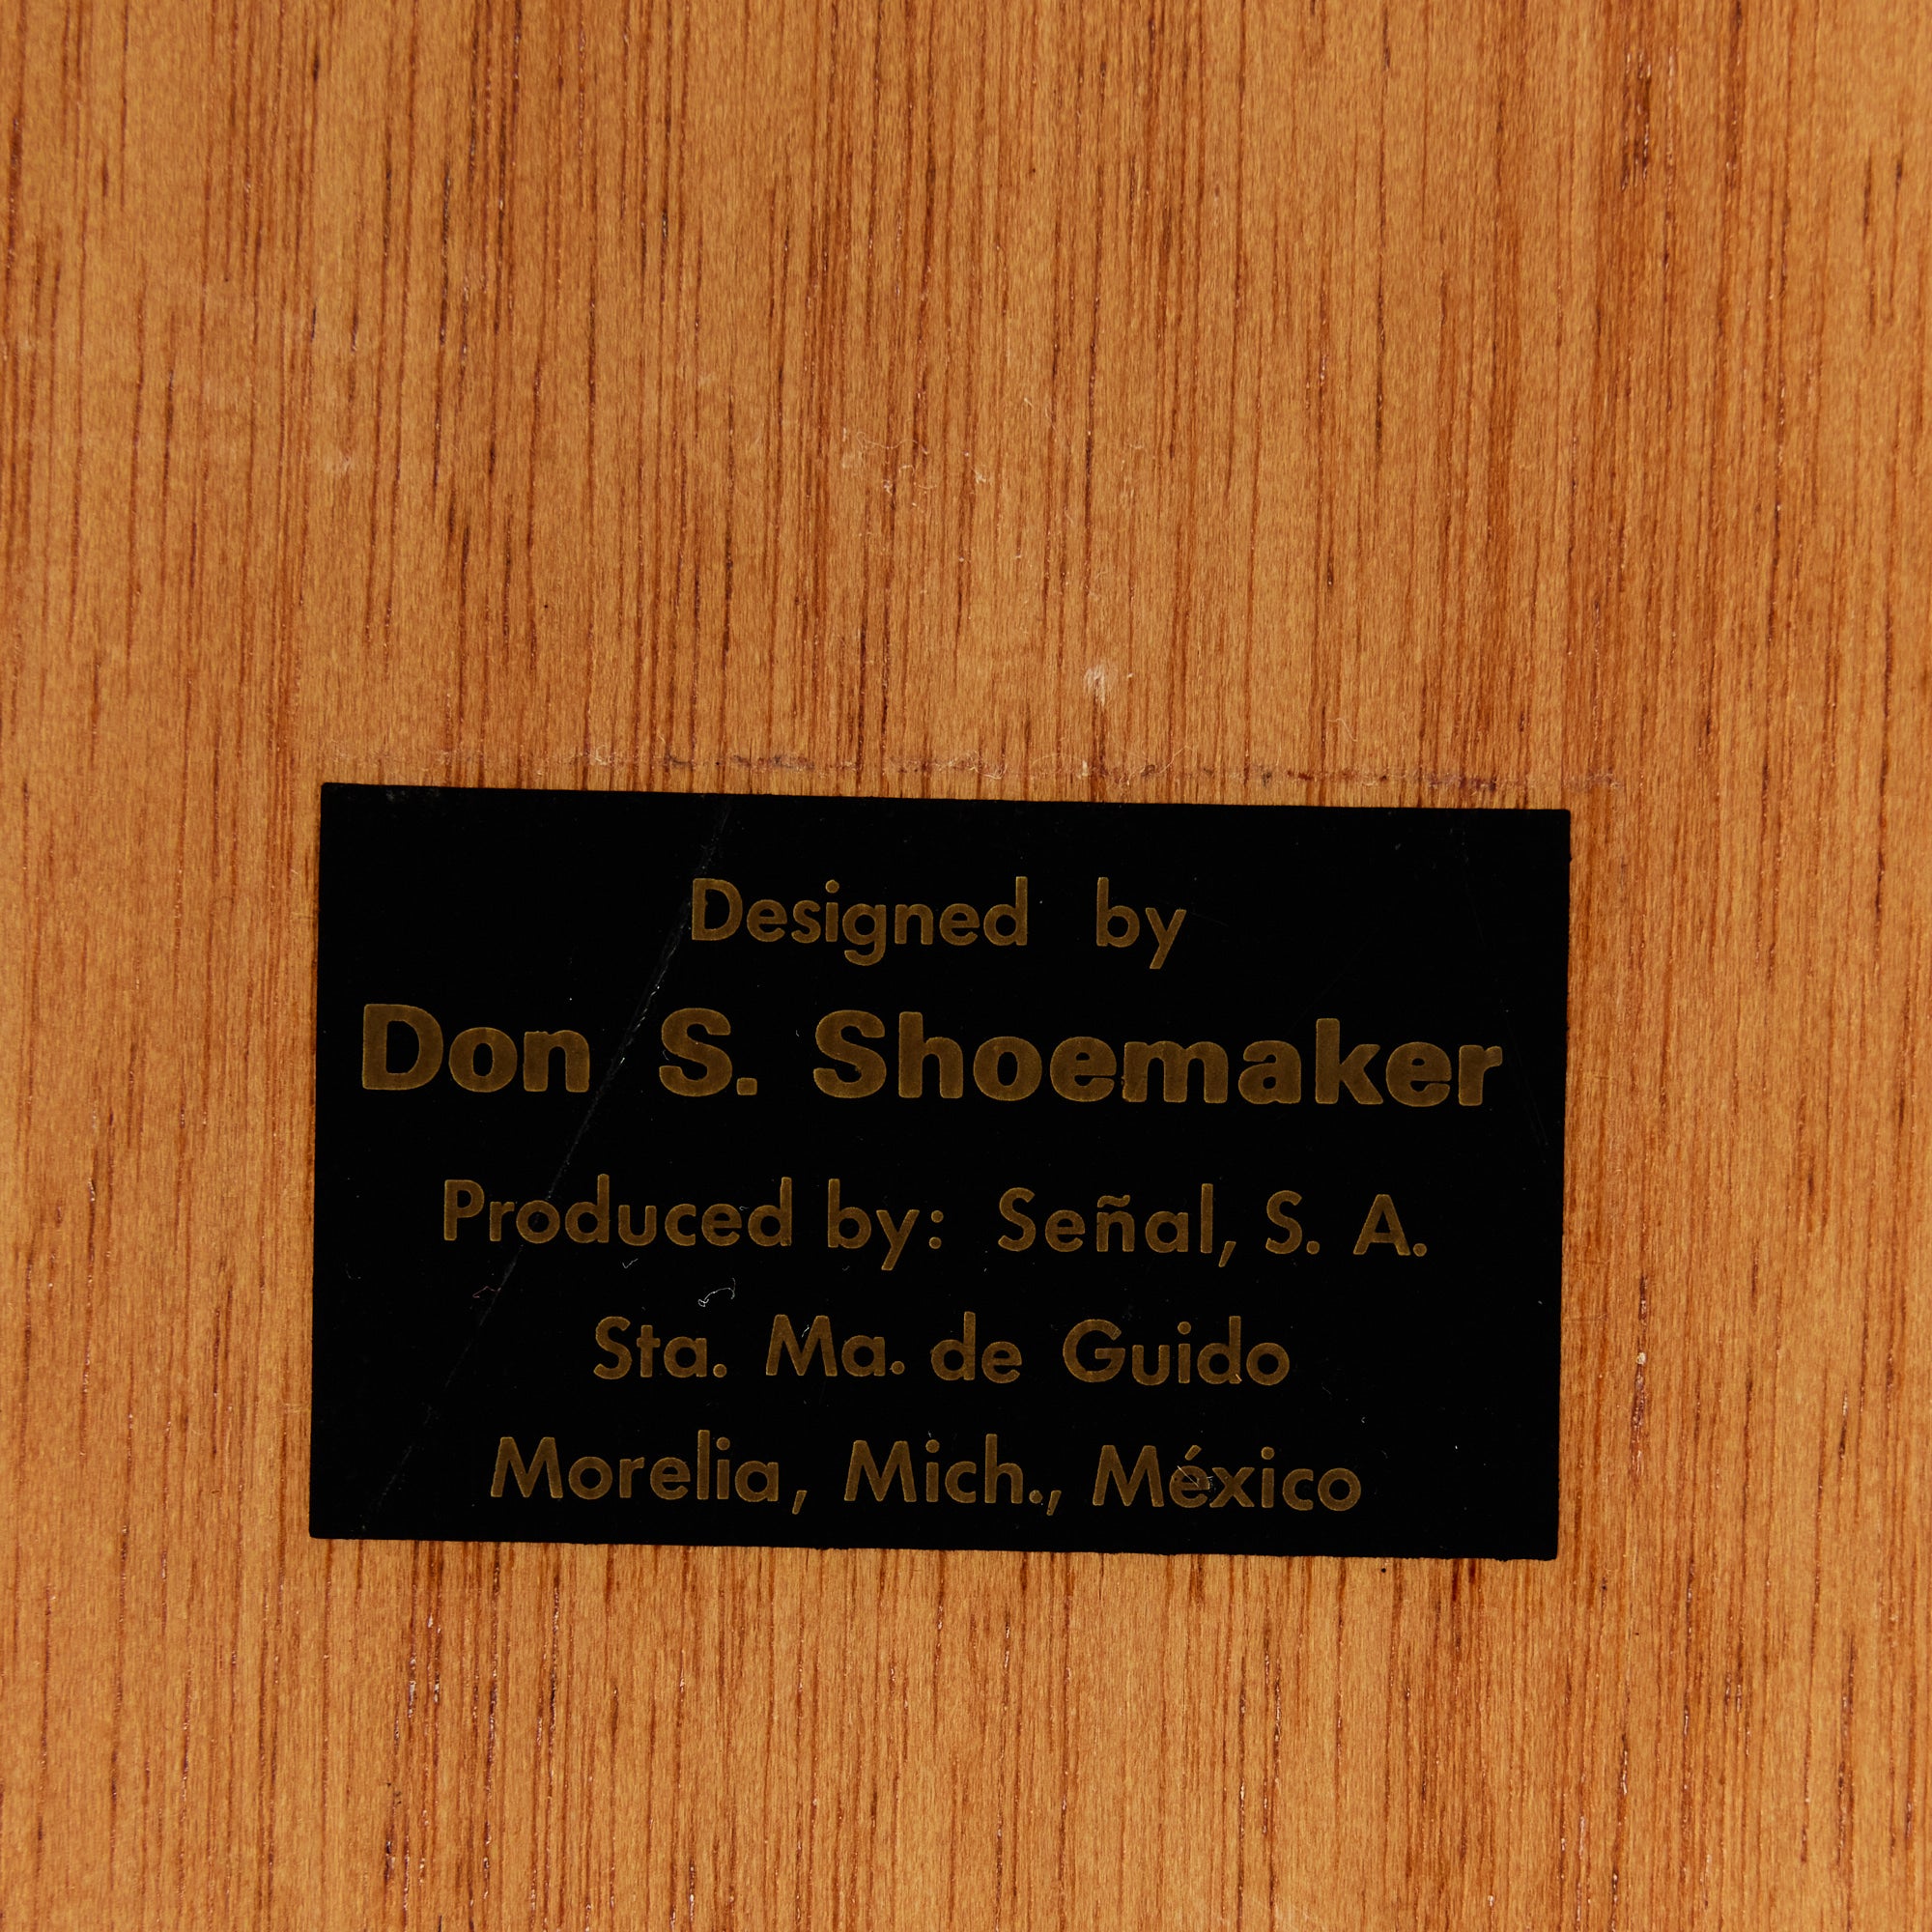 Designed by
Don S. Shoemaker
Produced by: Señal, S. A.
Sta. Ma. de Guido
Morelia, Mich., México